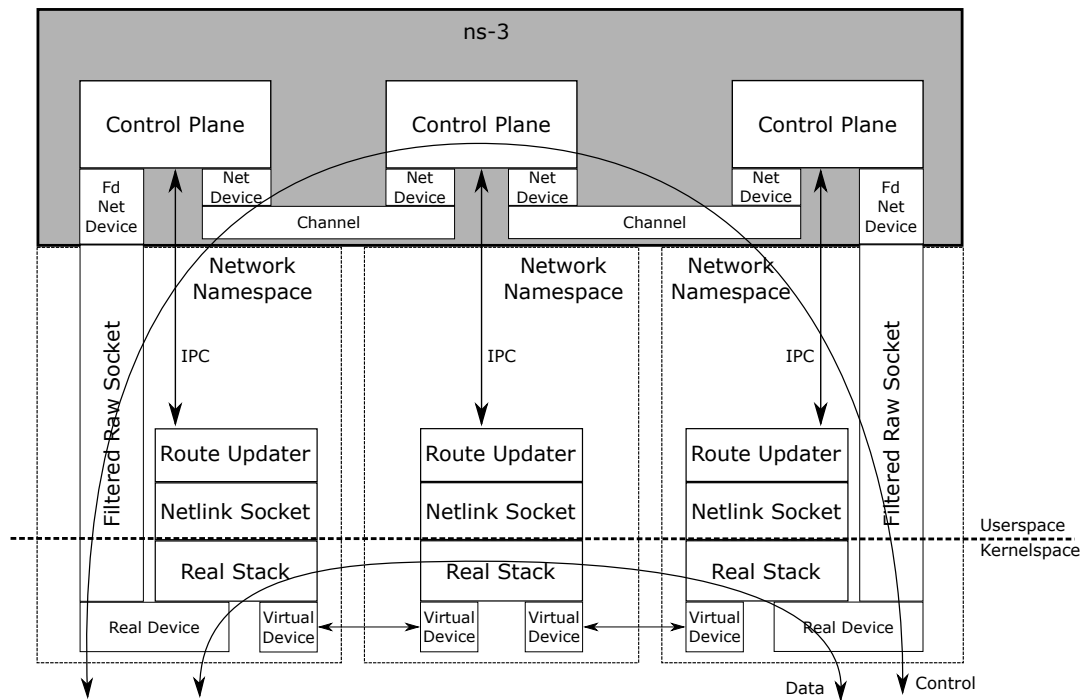 ns-3
Control Plane
Control Plane
Control Plane
Fd
Net
Device
Net
Device
Net
Device
Net
Device
Net
Device
Fd
Net
Device
Channel
Channel
Network
Namespace
Network
Namespace
Network
Namespace
Filtered Raw Socket
IPC
IPC
IPC
Filtered Raw Socket
Route Updater
Route Updater
Route Updater
Netlink Socket
Netlink Socket
Netlink Socket
Userspace
Kernelspace
Real Stack
Real Stack
Real Stack
Real Device
Virtual
Device
Virtual
Device
Virtual
Device
Virtual
Device
Real Device
Data
Control